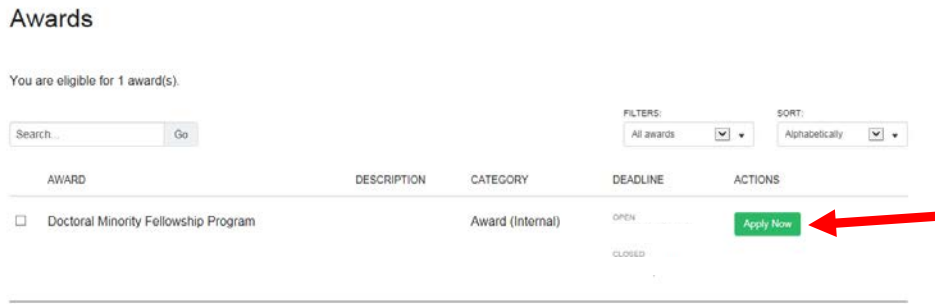 Awards
You are eligible for 1 award(s).
FILTERS: SORT:
Search... Go All awards Alphabetically
AWARD DESCRIPTION CATEGORY DEADLINE ACTIONS
Doctoral Minority Fellowship Program Award (Internal) OPEN Apply Now
CLOSED